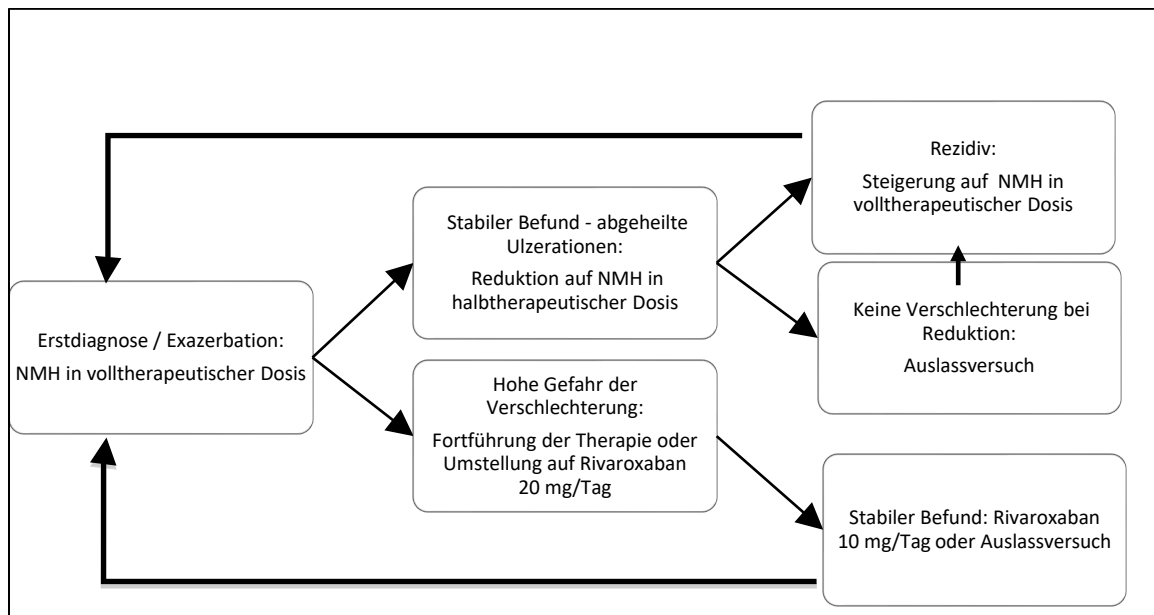 Erstdiagnose / Exazerbation:
NMH in volltherapeutischer Dosis
Stabiler Befund - abgeheilte
Ulzerationen:
Reduktion auf NMH in
halbtherapeutischer Dosis
Hohe Gefahr der
Verschlechterung:
Fortführung der Therapie oder
Umstellung auf Rivaroxaban
20 mg/Tag
Rezidiv:
Steigerung auf NMH in
volltherapeutischer Dosis
Keine Verschlechterung bei
Reduktion:
Auslassversuch
Stabiler Befund: Rivaroxaban
10 mg/Tag oder Auslassversuch